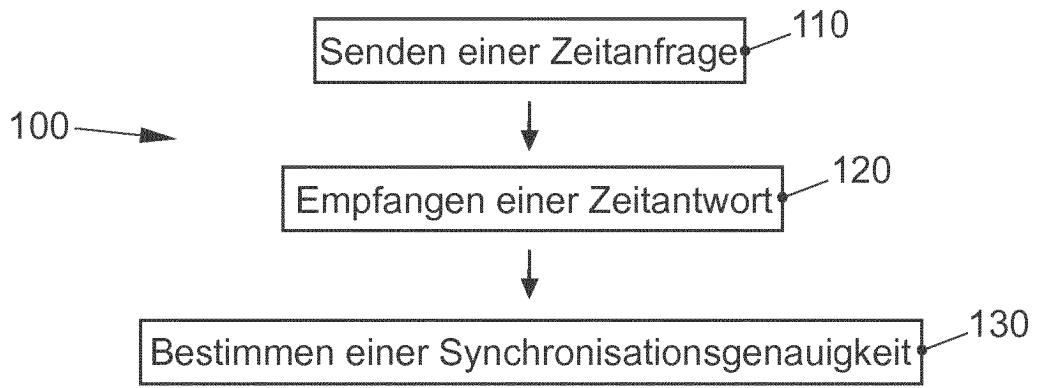 Senden einer Zeitanfrage
110
100
Empfangen einer Zeitantwort
120
Bestimmen einer Synchronisationsgenauigkeit
130